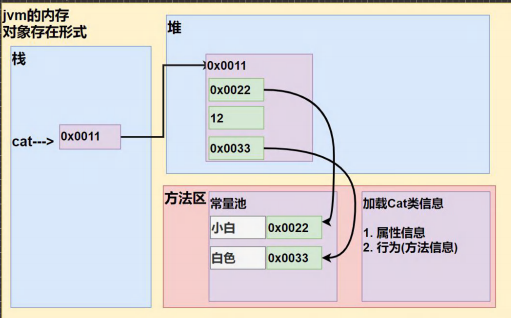 jvm的内存
对象存在形式
栈
cat---> 0x0011
堆
0x0011
0x0022
12
0x0033
方法区
常量池
小白 0x0022
白色 0x0033
加载Cat类信息
1. 属性信息
2. 行为(方法信息)